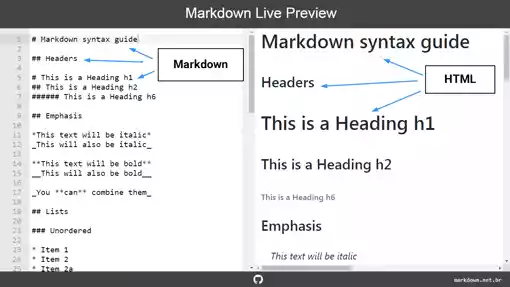 Markdown Live Preview
1 # Markdown syntax guide
2
3 ## Headers
4
5 # This is a Heading h1
6 ## This is a Heading h2
7 ###### This is a Heading h6
8
9 ## Emphasis
10
11 *This text will be italic*
12 _This will also be italic_
13
14 **This text will be bold**
15 __This will also be bold__
16
17 _You **can** combine them_
18
19 ## Lists
20
21 ### Unordered
22
23 * Item 1
24 * Item 2
25 * Item 2a
Markdown
Markdown syntax guide
Headers
This is a Heading h1
This is a Heading h2
This is a Heading h6
Emphasis
This text will be italic
HTML
markdown.net.br